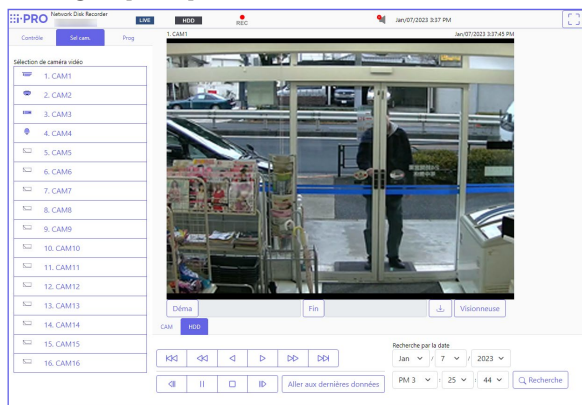 i-PRO Network Disk Recorder
LIVE
HDD
REC
Jan/07/2023 3:37 PM
Contrôle
Sel cam.
Prog
1. CAM1
Jan/07/2023 3:37:45 PM
Sélection de caméra vidéo
1. CAM1
2. CAM2
3. CAM3
4. CAM4
5. CAM5
6. CAM6
7. CAM7
8. CAM8
9. CAM9
10. CAM10
11. CAM11
12. CAM12
13. CAM13
14. CAM14
15. CAM15
16. CAM16
Déma
Fin
Visionneuse
CAM
HDD
Aller aux dernières données
Recherche par la date
Jan / 7 / 2023
PM 3 : 25 : 44
Recherche